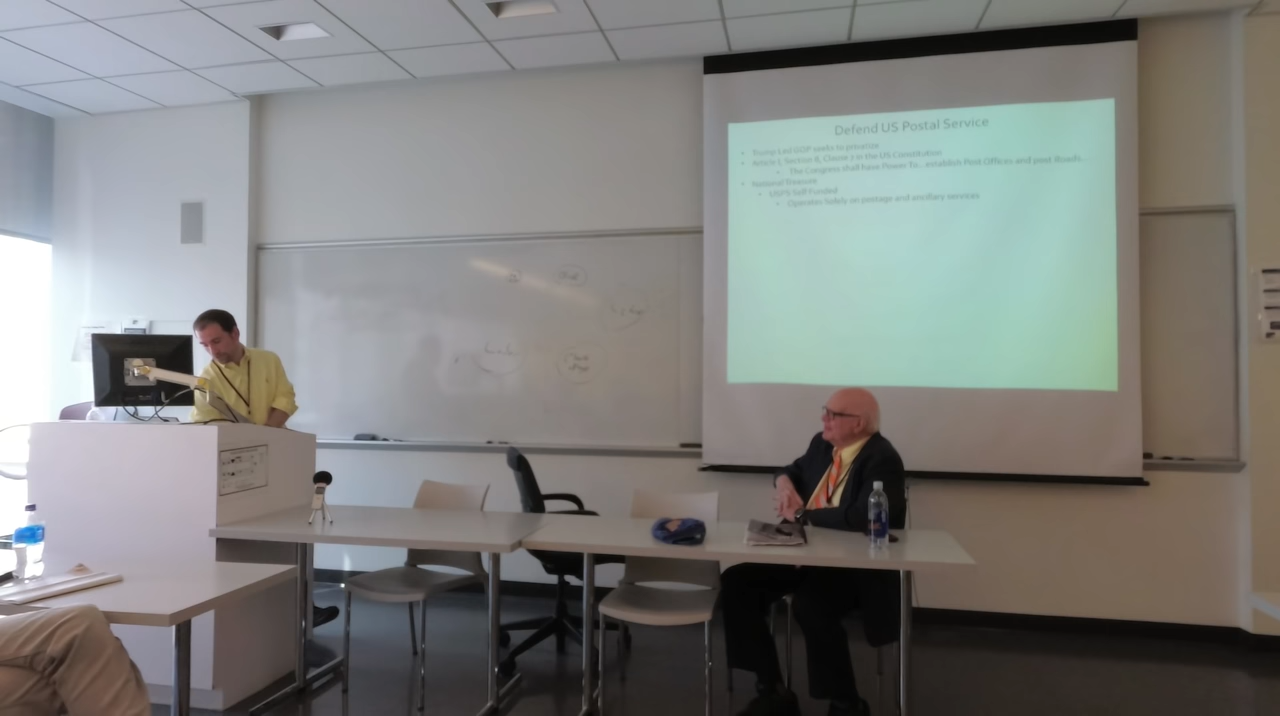 Defend US Postal Service
• Trump Led GOP seeks to privatize
• Article I, Section 8, Clause 7 in the US Constitution
• The Congress shall have Power To... establish Post Offices and post Roads...
• National Treasure
• USPS Self Funded
• Operates Solely on postage and ancillary services